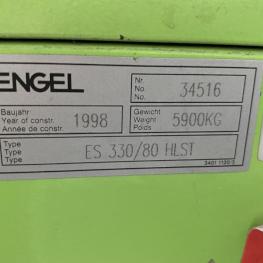 ENGEL
Nr.
No.
No.
34516
Baujahr
Year of constr.
Année de constr.
1998
Gewicht
Weight
Poids
5900KG
Type
Type
Type
ES 330/80 HLST